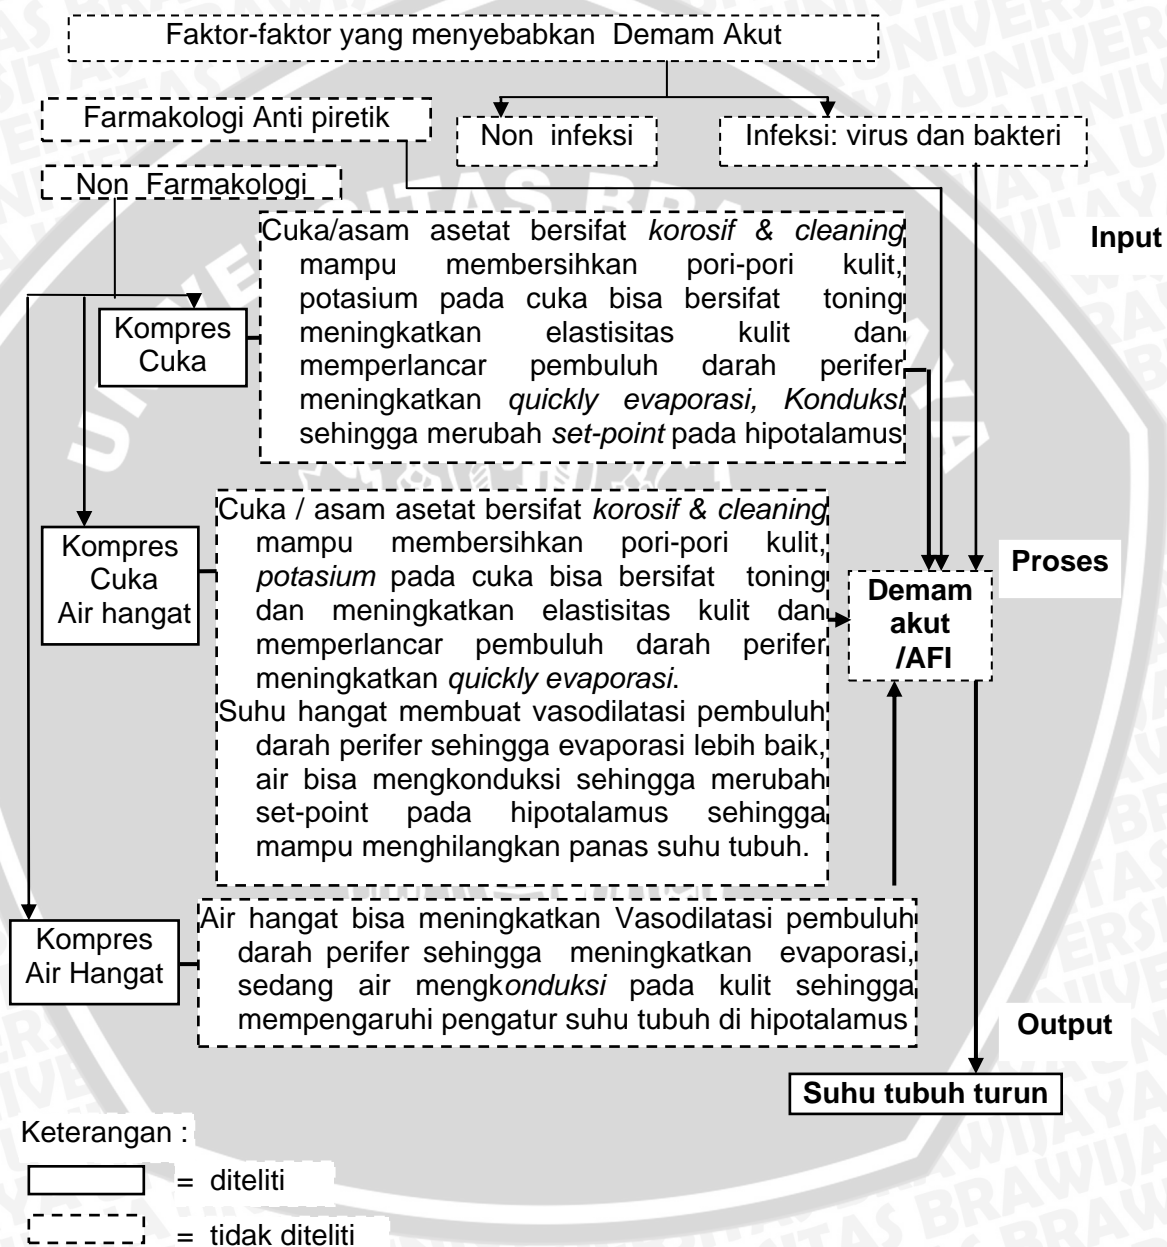 Faktor-faktor yang menyebabkan Demam Akut
Farmakologi Anti piretik
Non infeksi
Infeksi: virus dan bakteri
Non Farmakologi
Input
Cuka/asam asetat bersifat korosif & cleaning
mampu membersihkan pori-pori kulit,
potasium pada cuka bisa bersifat toning
meningkatkan elastisitas kulit dan
memperlancar pembuluh darah perifer
meningkatkan quickly evaporasi, Konduksi
sehingga merubah set-point pada hipotalamus
Kompres
Cuka
Cuka / asam asetat bersifat korosif & cleaning
mampu membersihkan pori-pori kulit,
potasium pada cuka bisa bersifat toning
dan meningkatkan elastisitas kulit dan
memperlancar pembuluh darah perifer
meningkatkan quickly evaporasi.
Suhu hangat membuat vasodilatasi pembuluh
darah perifer sehingga evaporasi lebih baik,
air bisa mengkonduksi sehingga merubah
set-point pada hipotalamus sehingga
mampu menghilangkan panas suhu tubuh.
Kompres
Cuka
Air hangat
Proses
Demam
akut
/AFI
Kompres
Air Hangat
Air hangat bisa meningkatkan Vasodilatasi pembuluh
darah perifer sehingga meningkatkan evaporasi,
sedang air mengkonduksi pada kulit sehingga
mempengaruhi pengatur suhu tubuh di hipotalamus
Output
Suhu tubuh turun
Keterangan :
= diteliti
= tidak diteliti